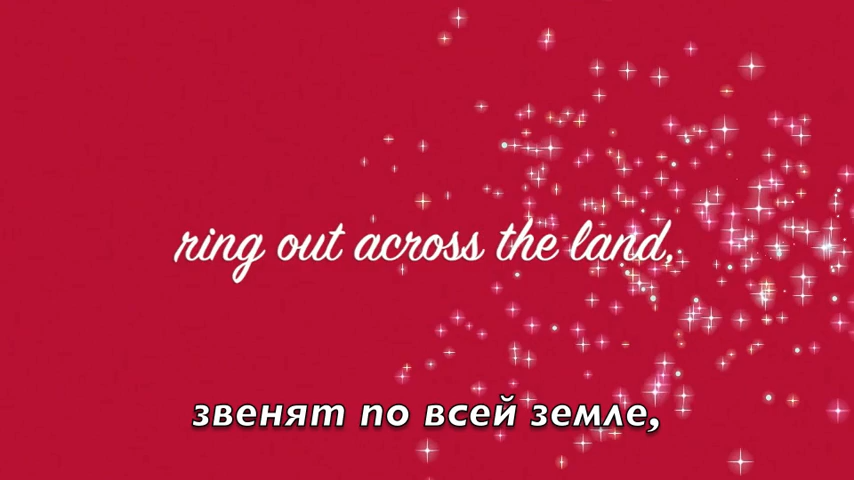 ring out across the land,
звенят по всей земле,